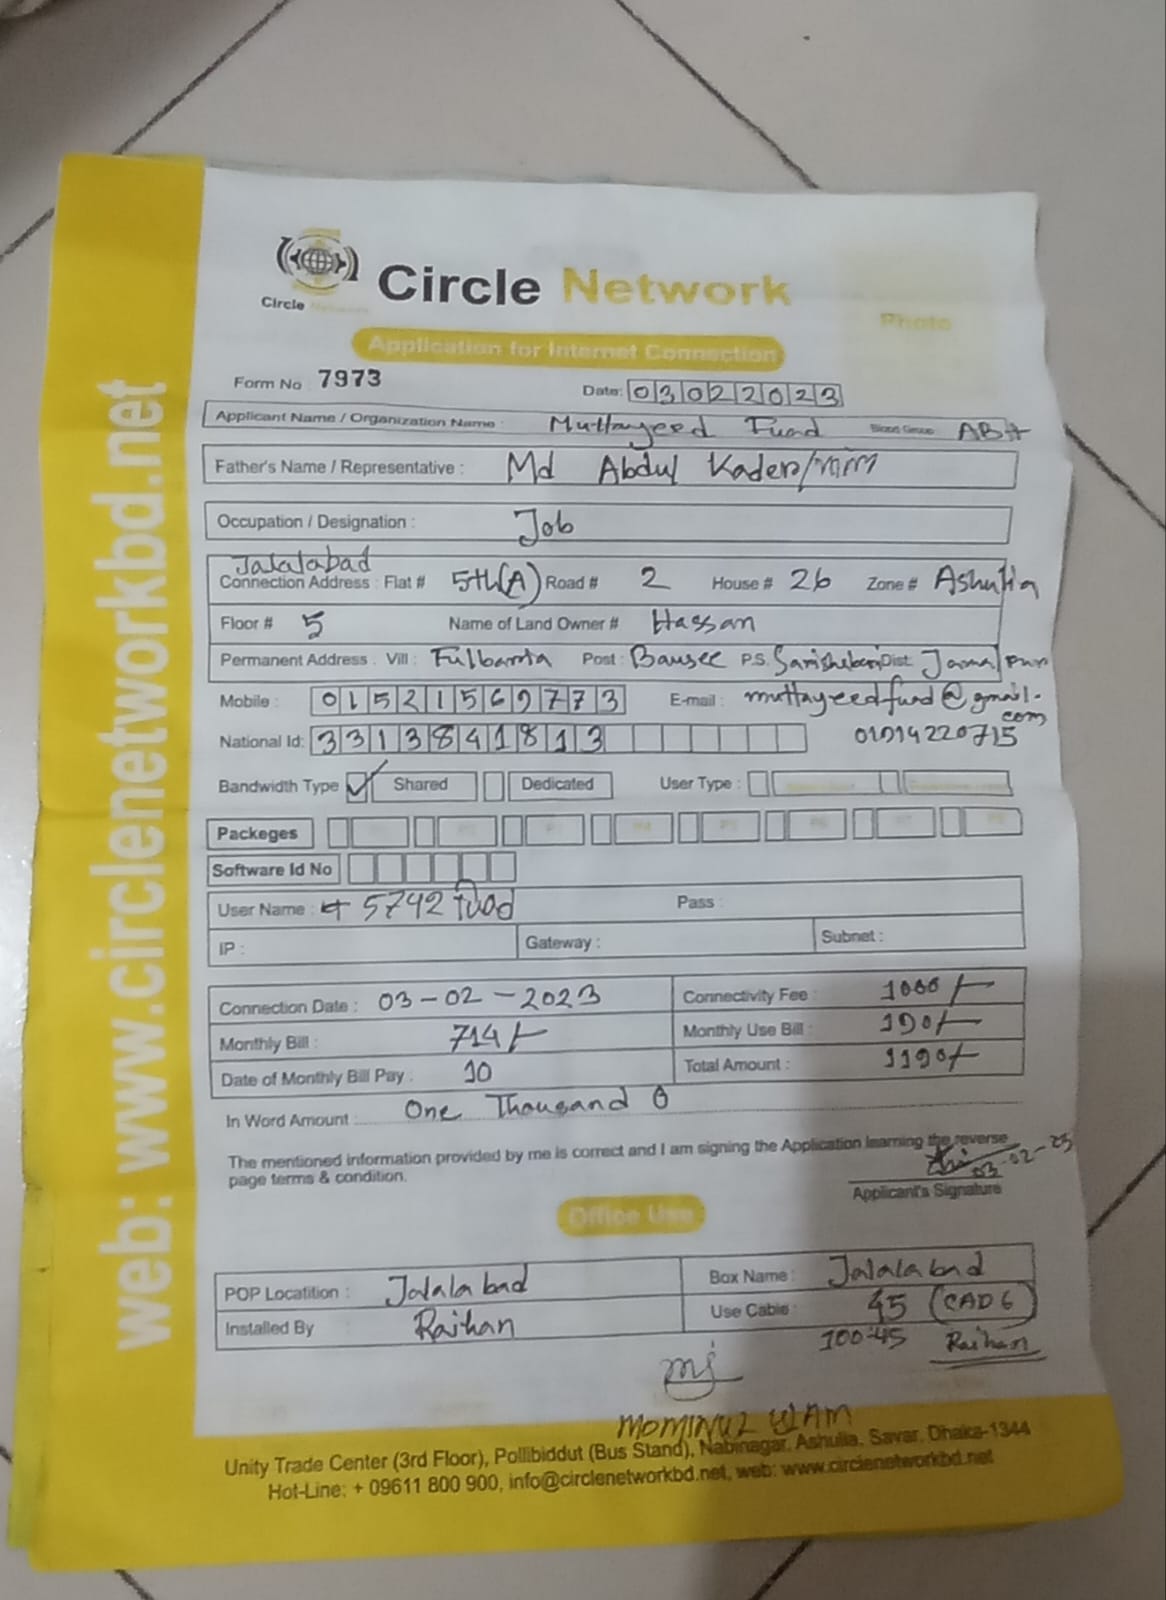 web: www.circlenetworkbd.net
Circle Network
Circle Network
Photo
Application for Internet Connection
Form No 7973 Date: 03022023
Applicant Name / Organization Name : Muttayeed Fuad Blood Group AB+
Father's Name / Representative : Md Abdul Kader/mim
Occupation / Designation : Job
Jalalabad
Connection Address : Flat # 5th(A) Road # 2 House # 26 Zone # Ashulia
Floor # 5 Name of Land Owner # Hassan
Permanent Address : Vill : Fulbaria Post : Bausee P.S. Sarishabari Dist: Jamalpur
Mobile : 01521569773 E-mail : muttayeedfuad@gmail.com
National Id: 3313841813 01914220715
Bandwidth Type ✓ Shared Dedicated User Type :
Packeges
Software Id No
User Name : 5742 fuad Pass :
IP : Gateway : Subnet :
Connection Date : 03-02-2023 Connectivity Fee : 1000/-
Monthly Bill : 714/- Monthly Use Bill : 190/-
Date of Monthly Bill Pay : 10 Total Amount : 1190/-
In Word Amount : One Thousand
The mentioned information provided by me is correct and I am signing the Application learning the reverse
page terms & condition.
03-02-23
Applicant's Signature
Office Use
POP Locatition : Jalalabad Box Name : Jalalabad
Installed By Raihan Use Cable : 45 (CAD6)
100-45 Raihan
MOMINUL ISLAM
Unity Trade Center (3rd Floor), Pollibiddut (Bus Stand), Nabinagar, Ashulia, Savar, Dhaka-1344
Hot-Line: + 09611 800 900, info@circlenetworkbd.net, web: www.circlenetworkbd.net